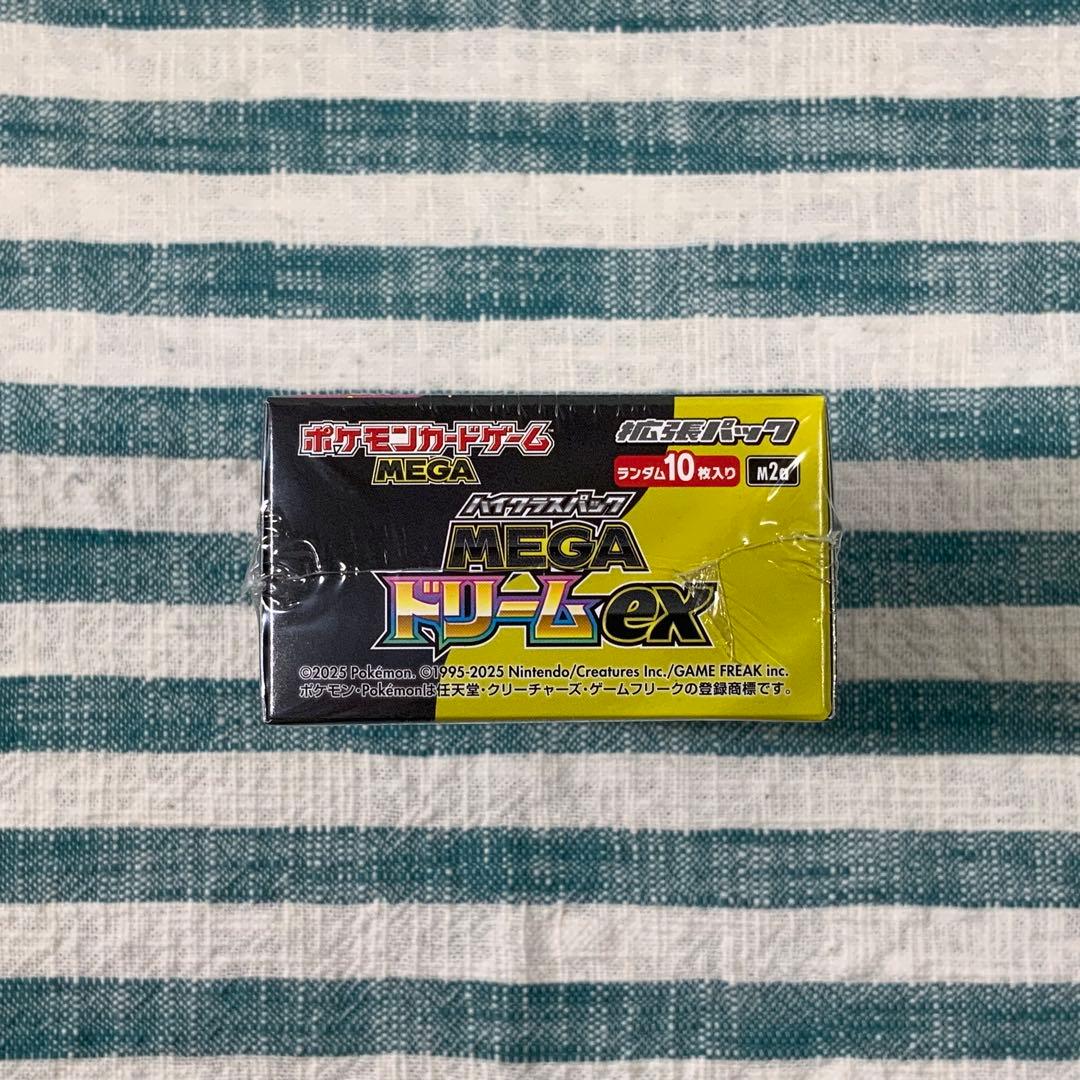 ポケモンカードゲーム™
MEGA
拡張パック
ランダム10枚入り M2a
ハイクラスパック
MEGA
ドリームex
©2025 Pokémon. ©1995-2025 Nintendo/Creatures Inc./GAME FREAK inc.
ポケモン・Pokémonは任天堂・クリーチャーズ・ゲームフリークの登録商標です。